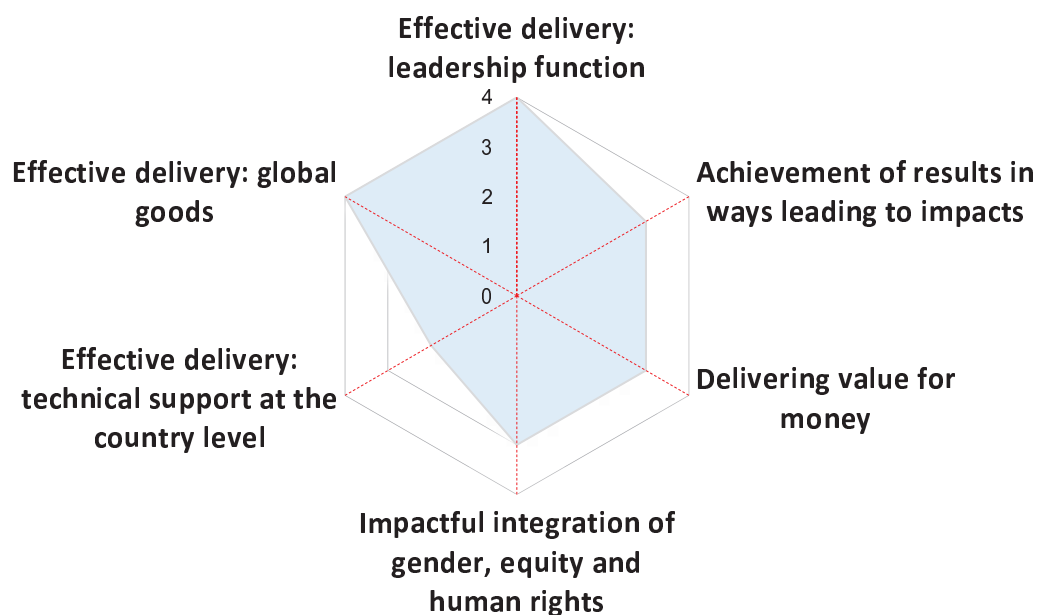 Effective delivery:
leadership function
4
3
2
1
0
Achievement of results in
ways leading to impacts
Delivering value for
money
Impactful integration of
gender, equity and
human rights
Effective delivery:
technical support at the
country level
Effective delivery: global
goods